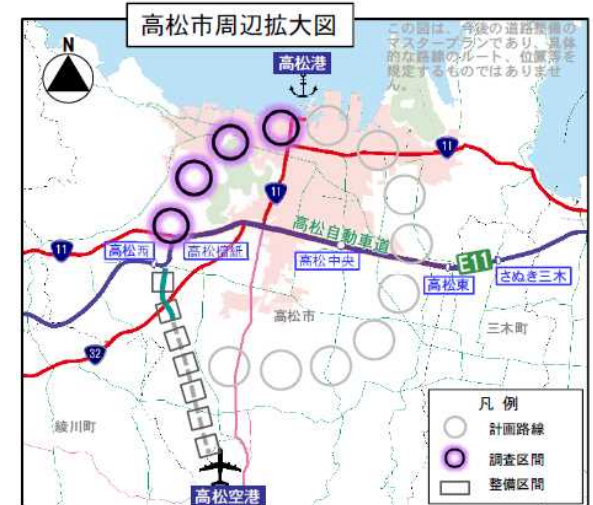 高松市周辺拡大図
この図は、今後の道路整備の
マスタープランであり、具体
的な路線のルート、位置等を
規定するものではありませ
ん。
N
高松港
11
11
高松自動車道
11
高松西
高松檀紙
高松中央
E11
高松東
さぬき三木
高松市
三木町
32
綾川町
高松空港
凡 例
計画路線
調査区間
整備区間